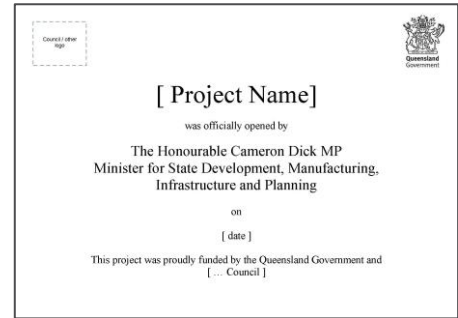 Council / other
logo
Queensland
Government
[ Project Name]
was officially opened by
The Honourable Cameron Dick MP
Minister for State Development, Manufacturing,
Infrastructure and Planning
on
[ date ]
This project was proudly funded by the Queensland Government and
[ … Council ]